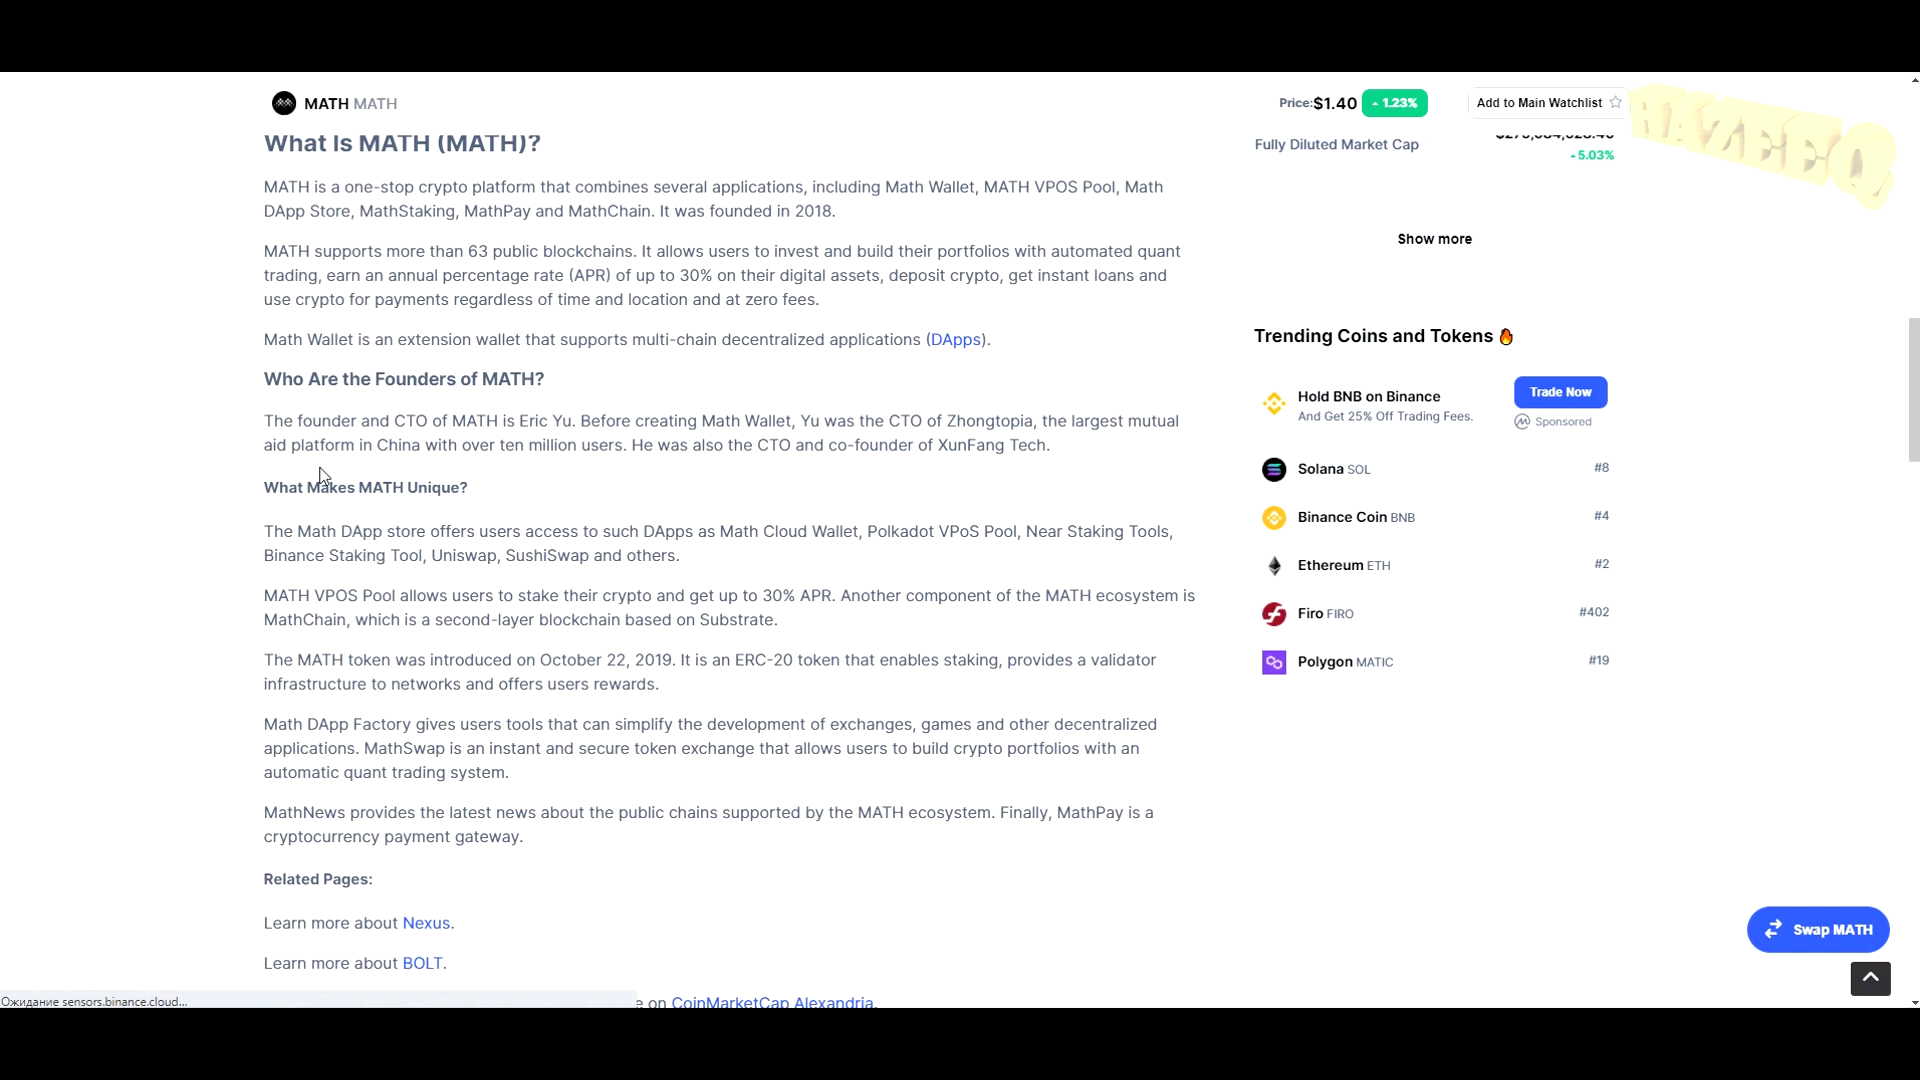 MATH MATH
Price:$1.40 1.23%
Add to Main Watchlist
HAZEEQ
What Is MATH (MATH)?
Fully Diluted Market Cap
5.03%
MATH is a one-stop crypto platform that combines several applications, including Math Wallet, MATH VPOS Pool, Math
DApp Store, MathStaking, MathPay and MathChain. It was founded in 2018.
MATH supports more than 63 public blockchains. It allows users to invest and build their portfolios with automated quant
trading, earn an annual percentage rate (APR) of up to 30% on their digital assets, deposit crypto, get instant loans and
use crypto for payments regardless of time and location and at zero fees.
Math Wallet is an extension wallet that supports multi-chain decentralized applications (DApps).
Who Are the Founders of MATH?
The founder and CTO of MATH is Eric Yu. Before creating Math Wallet, Yu was the CTO of Zhongtopia, the largest mutual
aid platform in China with over ten million users. He was also the CTO and co-founder of XunFang Tech.
What Makes MATH Unique?
The Math DApp store offers users access to such DApps as Math Cloud Wallet, Polkadot VPoS Pool, Near Staking Tools,
Binance Staking Tool, Uniswap, SushiSwap and others.
MATH VPOS Pool allows users to stake their crypto and get up to 30% APR. Another component of the MATH ecosystem is
MathChain, which is a second-layer blockchain based on Substrate.
The MATH token was introduced on October 22, 2019. It is an ERC-20 token that enables staking, provides a validator
infrastructure to networks and offers users rewards.
Math DApp Factory gives users tools that can simplify the development of exchanges, games and other decentralized
applications. MathSwap is an instant and secure token exchange that allows users to build crypto portfolios with an
automatic quant trading system.
MathNews provides the latest news about the public chains supported by the MATH ecosystem. Finally, MathPay is a
cryptocurrency payment gateway.
Related Pages:
Learn more about Nexus.
Learn more about BOLT.
e on CoinMarketCap Alexandria.
Show more
Trending Coins and Tokens
Hold BNB on Binance
And Get 25% Off Trading Fees.
Trade Now
Sponsored
Solana SOL #8
Binance Coin BNB #4
Ethereum ETH #2
Firo FIRO #402
Polygon MATIC #19
Swap MATH
Ожидание sensors.binance.cloud...